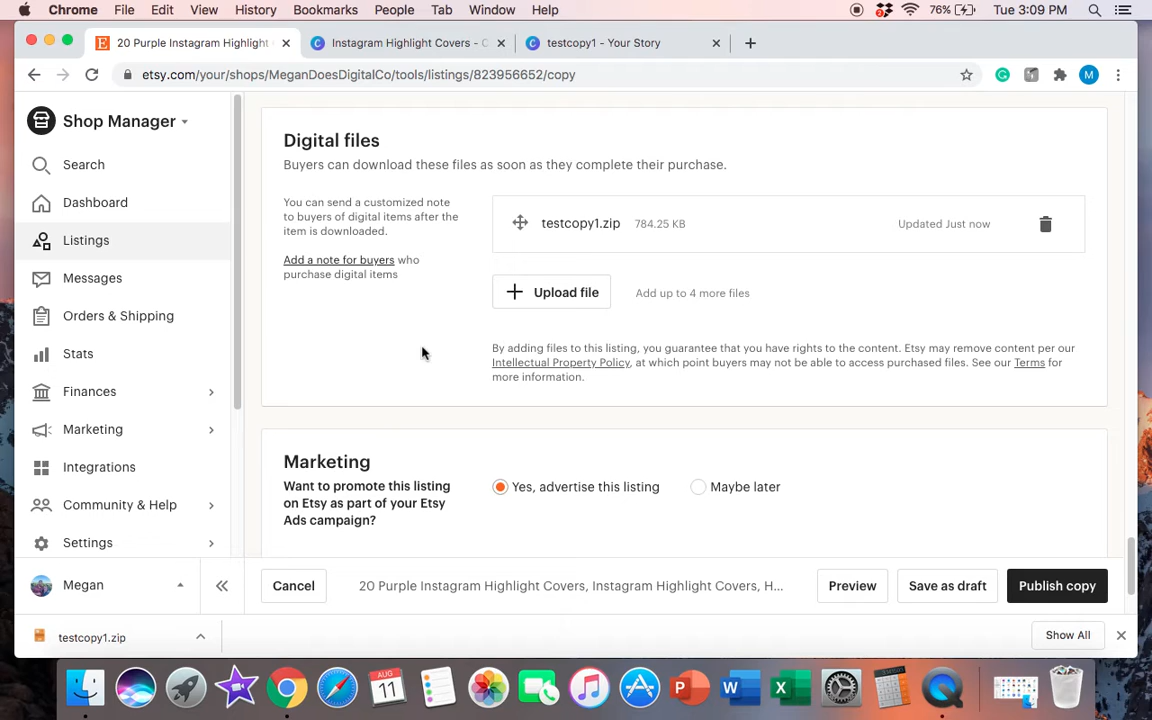 Chrome File Edit View History Bookmarks People Tab Window Help 76% Tue 3:09 PM
20 Purple Instagram Highlight Instagram Highlight Covers - C testcopy1 - Your Story
etsy.com/your/shops/MeganDoesDigitalCo/tools/listings/823956652/copy M
Shop Manager
Search
Dashboard
Listings
Messages
Orders & Shipping
Stats
Finances
Marketing
Integrations
Community & Help
Settings
Megan
Digital files
Buyers can download these files as soon as they complete their purchase.
You can send a customized note
to buyers of digital items after the
item is downloaded.
Add a note for buyers who
purchase digital items
testcopy1.zip 784.25 KB Updated Just now
Upload file Add up to 4 more files
By adding files to this listing, you guarantee that you have rights to the content. Etsy may remove content per our
Intellectual Property Policy, at which point buyers may not be able to access purchased files. See our Terms for
more information.
Marketing
Want to promote this listing
on Etsy as part of your Etsy
Ads campaign?
Yes, advertise this listing Maybe later
Cancel 20 Purple Instagram Highlight Covers, Instagram Highlight Covers, H... Preview Save as draft Publish copy
testcopy1.zip Show All
AUG
11